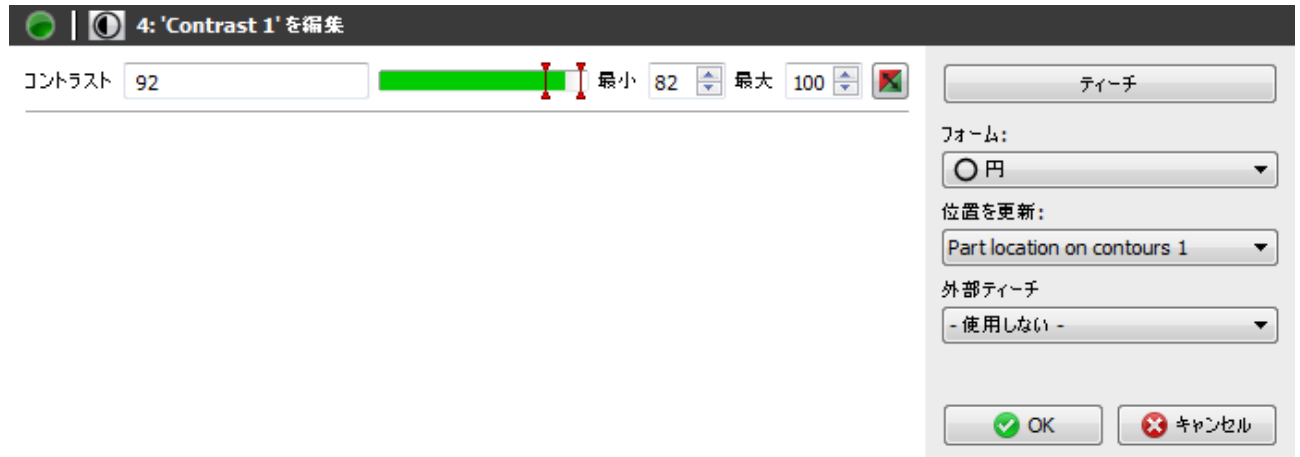 4: 'Contrast 1' を編集
コントラスト 92 最小 82 最大 100
ティーチ
フォーム:
円
位置を更新:
Part location on contours 1
外部ティーチ
- 使用しない -
OK キャンセル